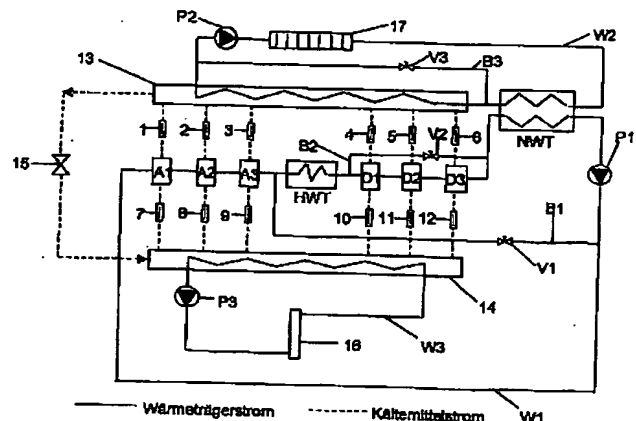 P2
17
W2
V3
B3
13
1
2
3
4
5
6
B2
V2
NWT
P1
15
A1
A2
A3
HWT
D1
D2
D3
7
8
9
10
11
12
B1
V1
14
P3
W3
16
Wärmeträgerstrom
Kältemittelstrom
W1